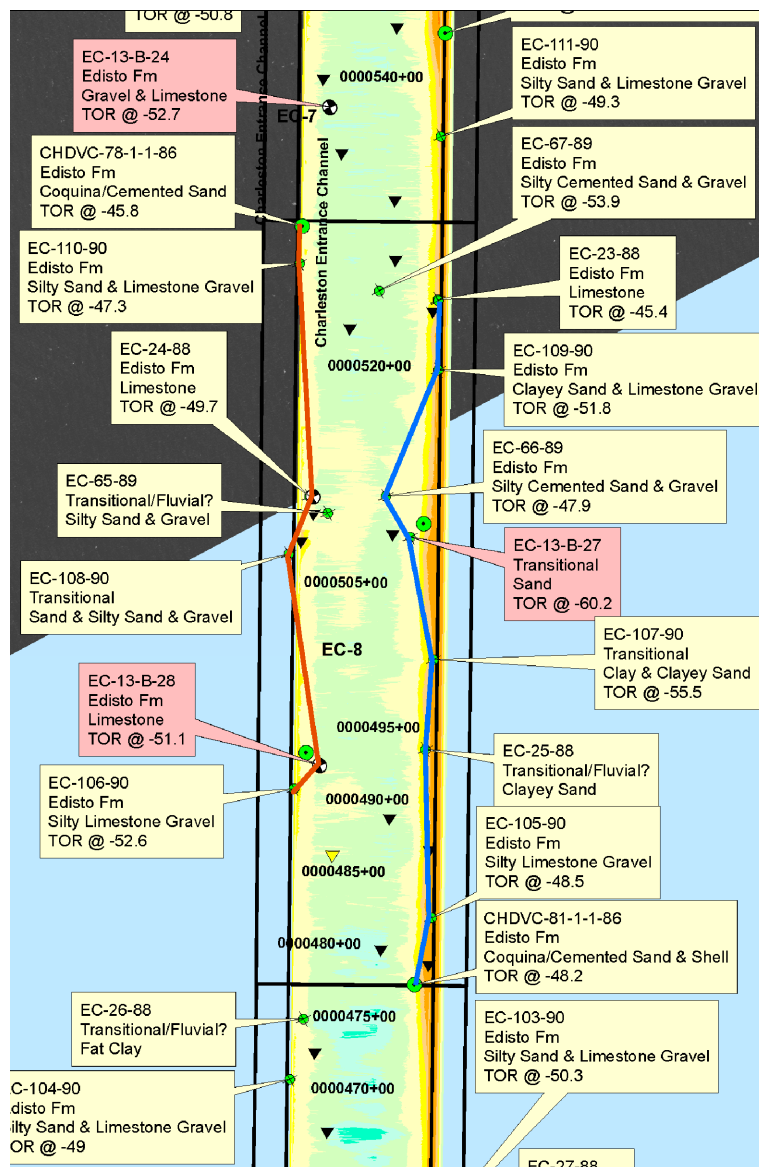 TOR @ -50.8
EC-13-B-24
Edisto Fm
Gravel & Limestone
TOR @ -52.7
EC-7
Charleston Entrance Channel
Charleston Entrance Channel
0000540+00
EC-111-90
Edisto Fm
Silty Sand & Limestone Gravel
TOR @ -49.3
CHDVC-78-1-1-86
Edisto Fm
Coquina/Cemented Sand
TOR @ -45.8
EC-67-89
Edisto Fm
Silty Cemented Sand & Gravel
TOR @ -53.9
EC-110-90
Edisto Fm
Silty Sand & Limestone Gravel
TOR @ -47.3
EC-23-88
Edisto Fm
Limestone
TOR @ -45.4
EC-24-88
Edisto Fm
Limestone
TOR @ -49.7
0000520+00
EC-109-90
Edisto Fm
Clayey Sand & Limestone Gravel
TOR @ -51.8
EC-65-89
Transitional/Fluvial?
Silty Sand & Gravel
EC-66-89
Edisto Fm
Silty Cemented Sand & Gravel
TOR @ -47.9
EC-108-90
Transitional
Sand & Silty Sand & Gravel
0000505+00
EC-13-B-27
Transitional
Sand
TOR @ -60.2
EC-8
EC-107-90
Transitional
Clay & Clayey Sand
TOR @ -55.5
EC-13-B-28
Edisto Fm
Limestone
TOR @ -51.1
0000495+00
EC-25-88
Transitional/Fluvial?
Clayey Sand
EC-106-90
Edisto Fm
Silty Limestone Gravel
TOR @ -52.6
0000490+00
EC-105-90
Edisto Fm
Silty Limestone Gravel
TOR @ -48.5
0000485+00
0000480+00
CHDVC-81-1-1-86
Edisto Fm
Coquina/Cemented Sand & Shell
TOR @ -48.2
EC-26-88
Transitional/Fluvial?
Fat Clay
0000475+00
EC-103-90
Edisto Fm
Silty Sand & Limestone Gravel
TOR @ -50.3
C-104-90
disto Fm
ilty Sand & Limestone Gravel
OR @ -49
0000470+00
EC-27-88